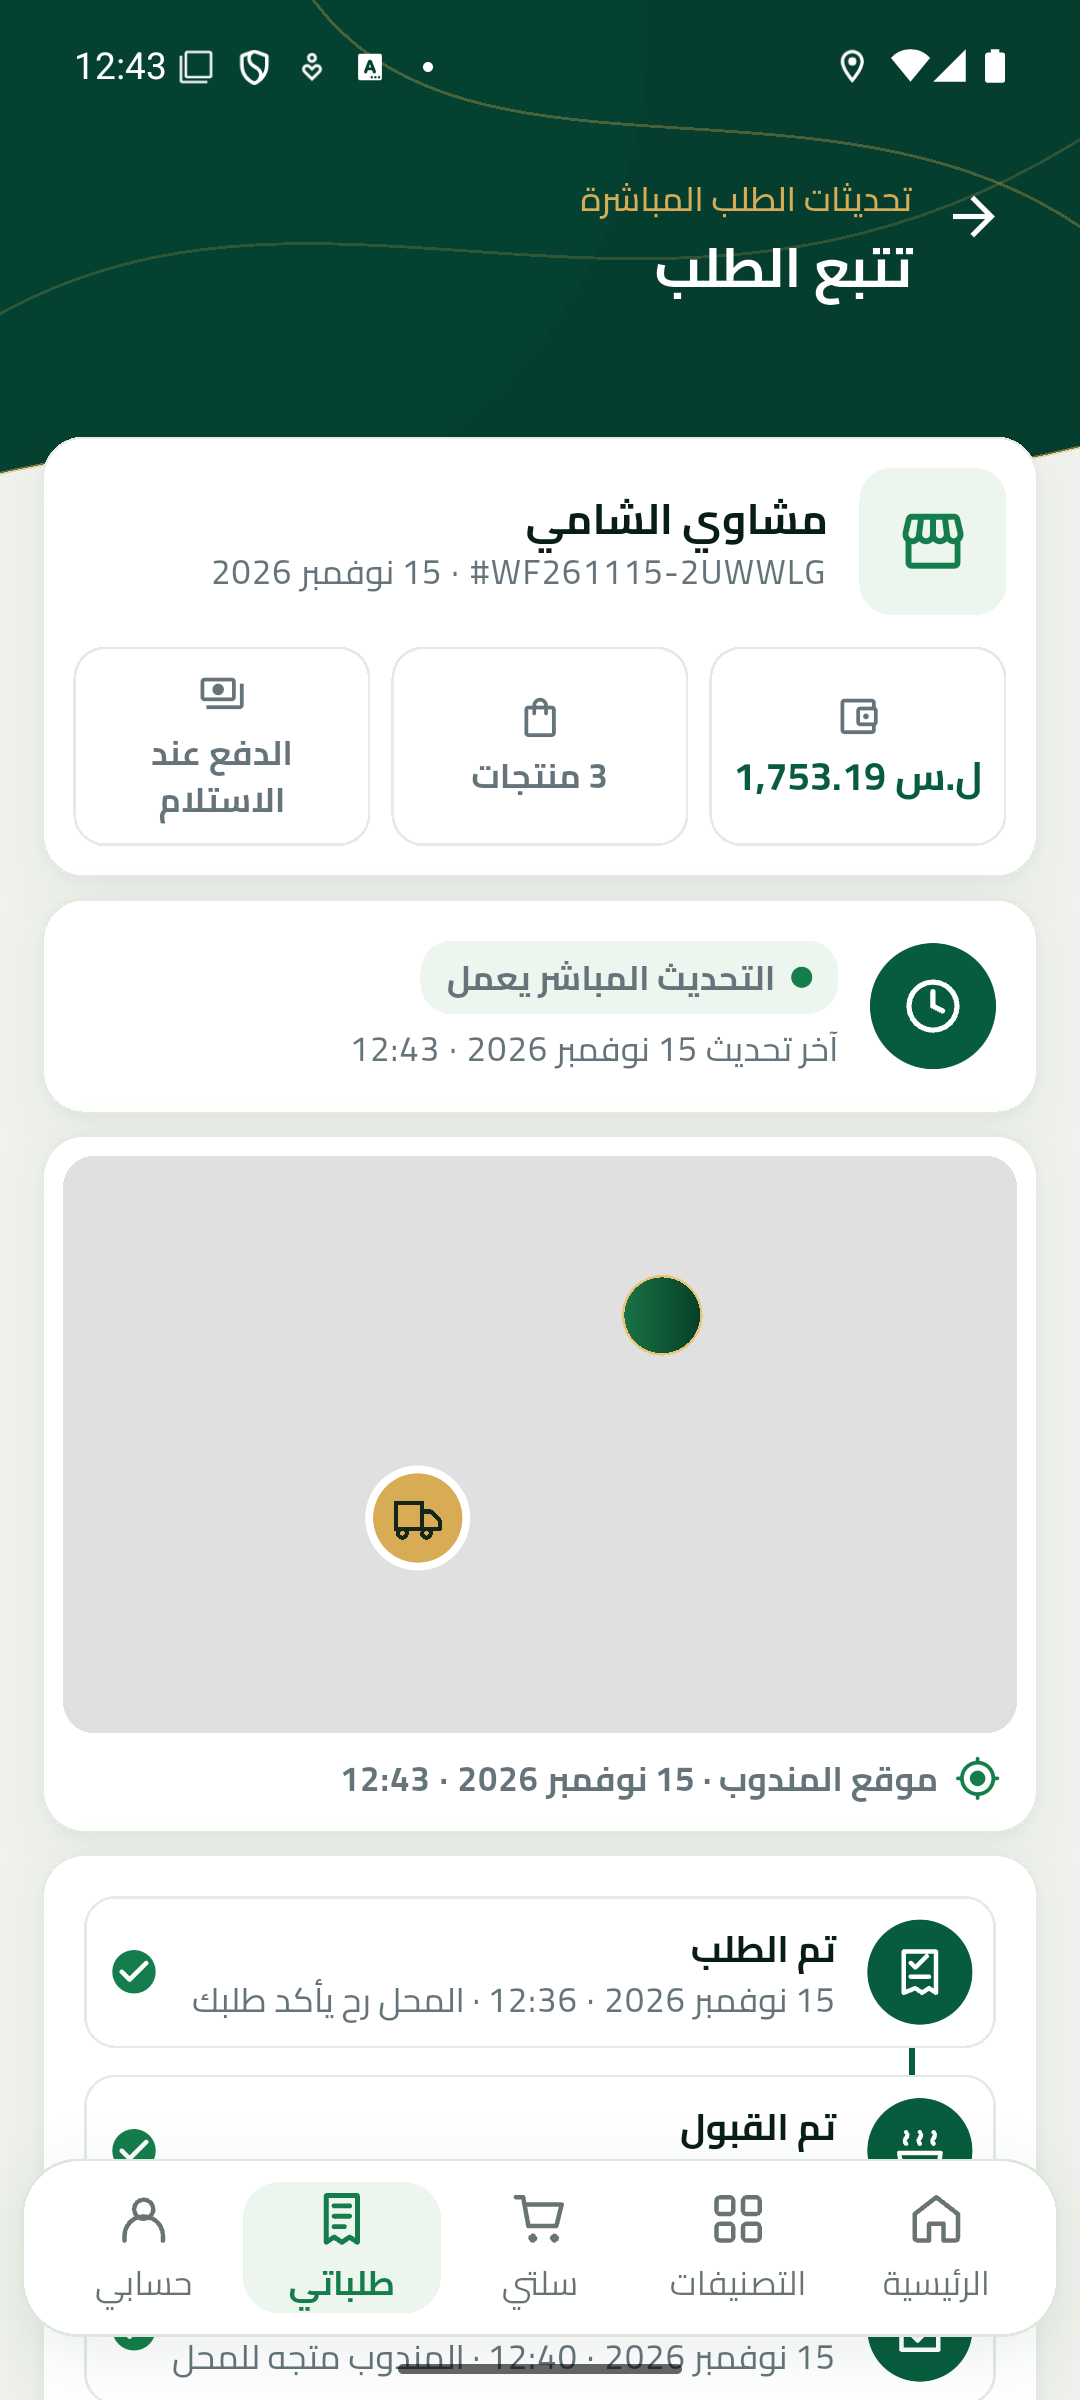 12:43
تحديثات الطلب المباشرة
تتبع الطلب
مشاوي الشامي
#WF261115-2UWWLG · 15 نوفمبر 2026
ل.س 1,753.19
3 منتجات
الدفع عند
الاستلام
التحديث المباشر يعمل
آخر تحديث 15 نوفمبر 2026 · 12:43
موقع المندوب · 15 نوفمبر 2026 · 12:43
تم الطلب
15 نوفمبر 2026 · 12:36 · المحل رح يأكد طلبك
تم القبول
الرئيسية
التصنيفات
سلتي
طلباتي
حسابي
15 نوفمبر 2026 · 12:40 · المندوب متجه للمحل